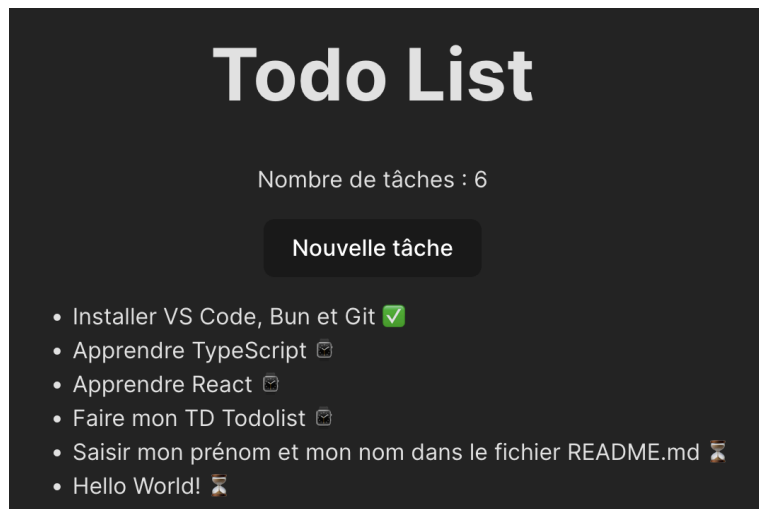 Todo List
Nombre de tâches : 6
Nouvelle tâche
• Installer VS Code, Bun et Git ✅
• Apprendre TypeScript
• Apprendre React
• Faire mon TD Todolist
• Saisir mon prénom et mon nom dans le fichier README.md ⏳
• Hello World! ⏳